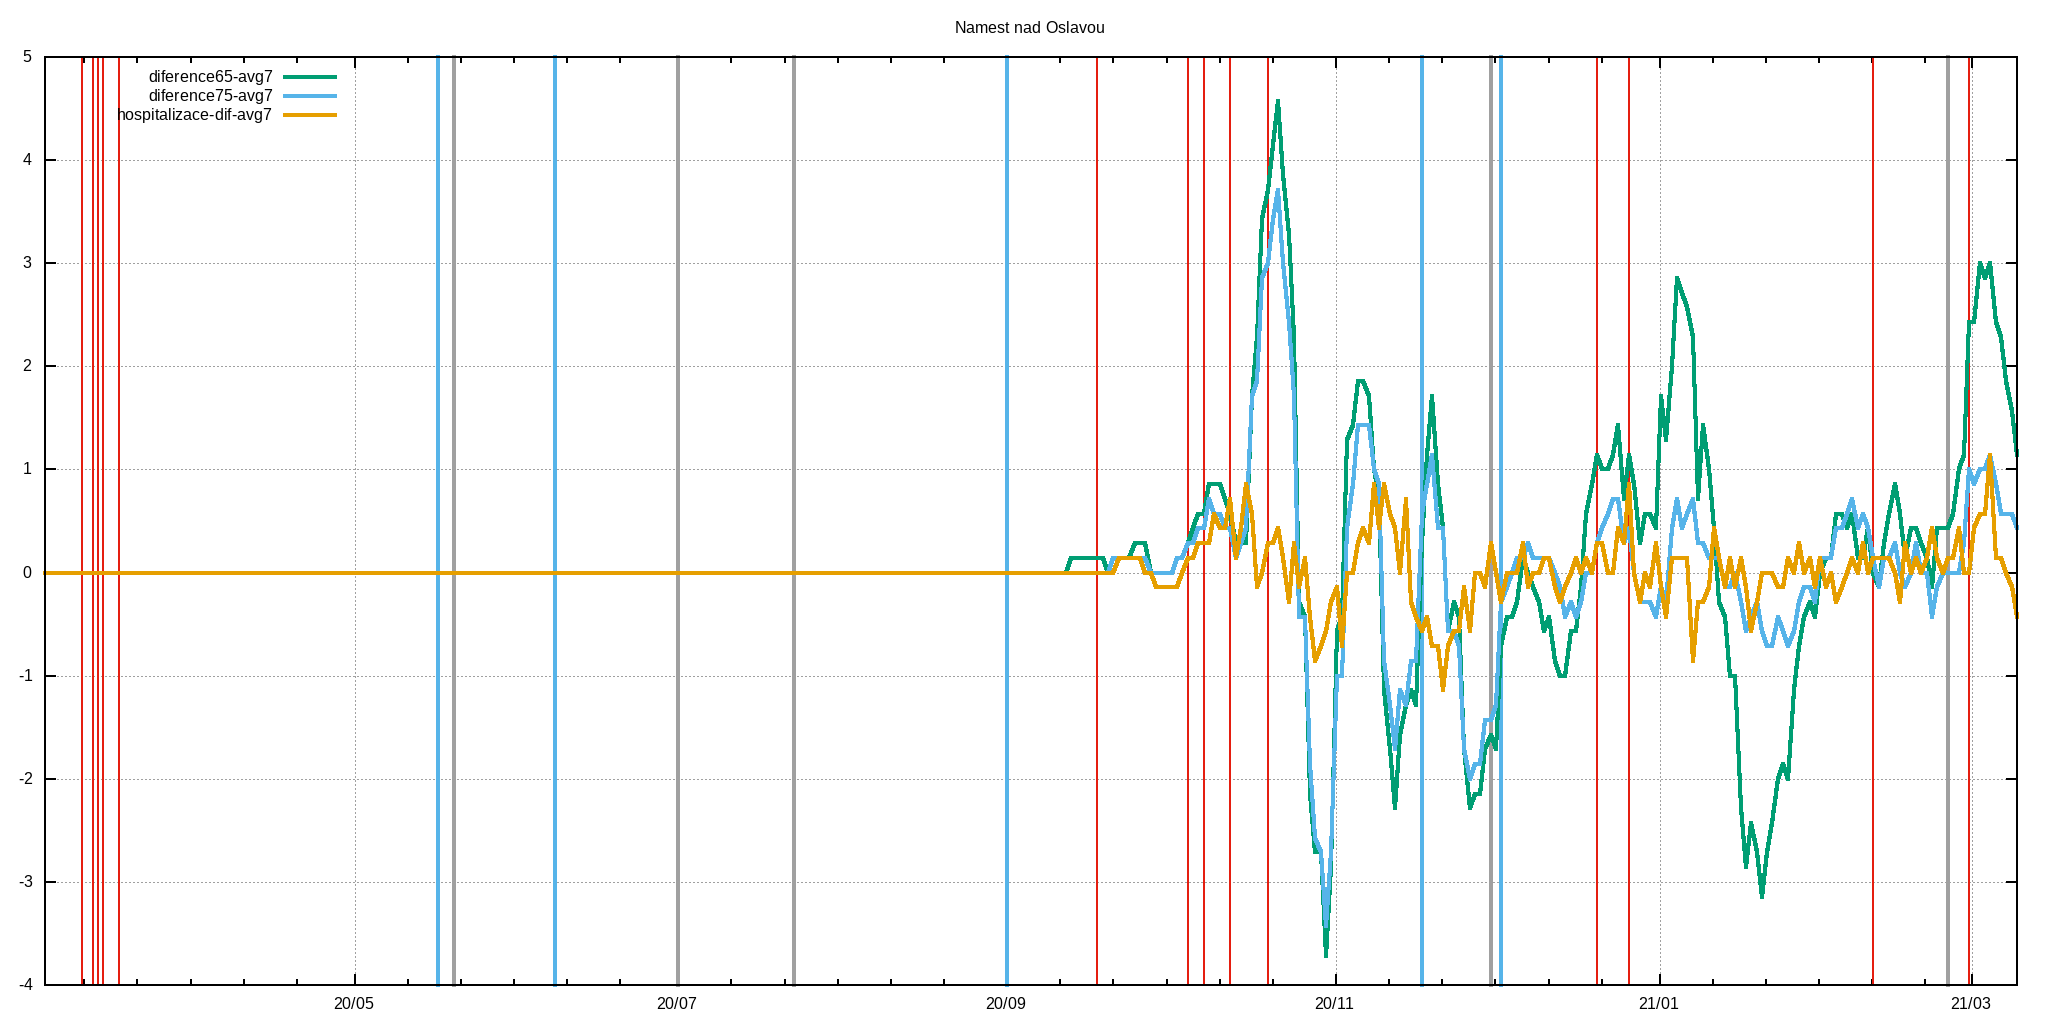 Namest nad Oslavou
diference65-avg7
diference75-avg7
hospitalizace-dif-avg7
5
4
3
2
1
0
-1
-2
-3
-4
20/05 20/07 20/09 20/11 21/01 21/03